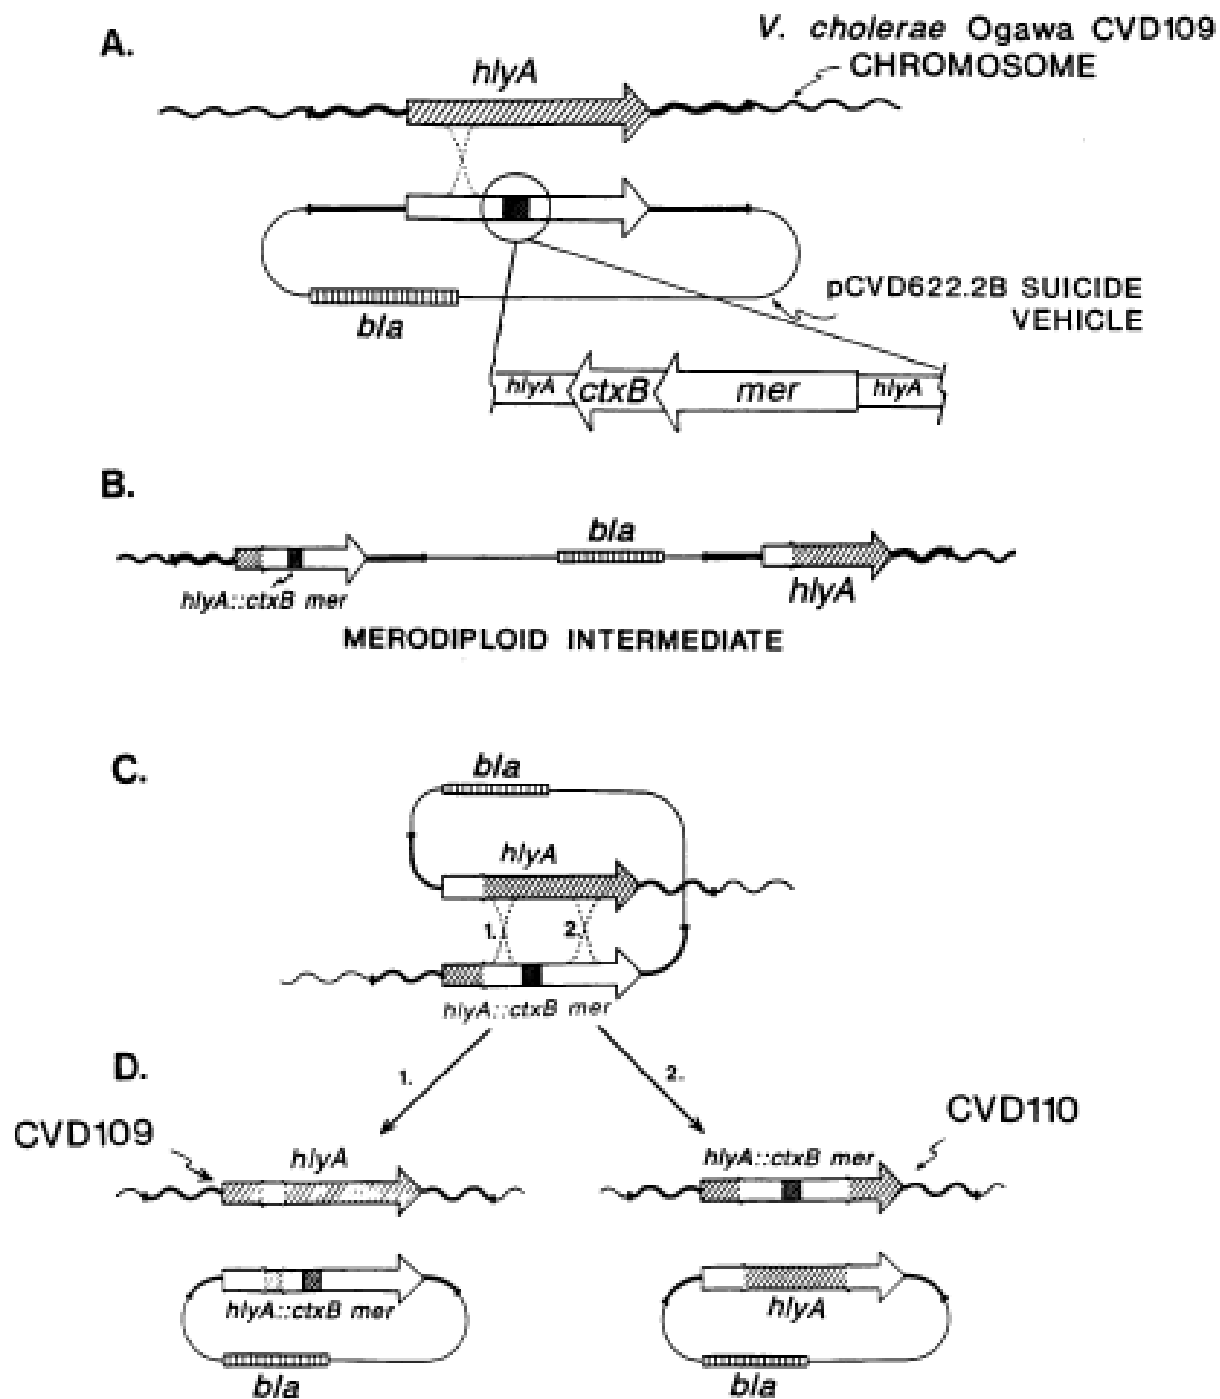 A.
V. cholerae Ogawa CVD109
CHROMOSOME
hlyA
bla
pCVD622.2B SUICIDE
VEHICLE
hlyA ctxB mer hlyA
B.
bla
hlyA::ctxB mer
hlyA
MERODIPLOID INTERMEDIATE
C.
bla
hlyA
1. 2.
hlyA::ctxB mer
D.
1. 2.
CVD109
CVD110
hlyA
hlyA::ctxB mer
hlyA::ctxB mer
hlyA
bla
bla